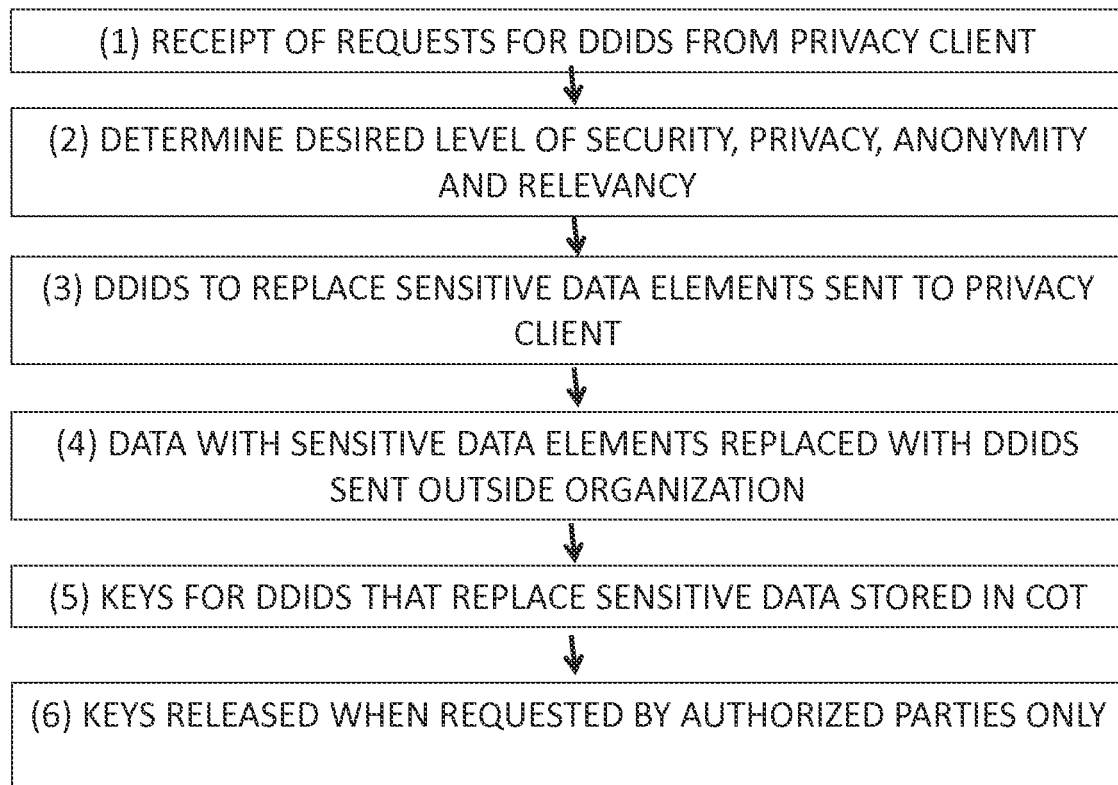 (1) RECEIPT OF REQUESTS FOR DDIDS FROM PRIVACY CLIENT
(2) DETERMINE DESIRED LEVEL OF SECURITY, PRIVACY, ANONYMITY
AND RELEVANCY
(3) DDIDS TO REPLACE SENSITIVE DATA ELEMENTS SENT TO PRIVACY
CLIENT
(4) DATA WITH SENSITIVE DATA ELEMENTS REPLACED WITH DDIDS
SENT OUTSIDE ORGANIZATION
(5) KEYS FOR DDIDS THAT REPLACE SENSITIVE DATA STORED IN COT
(6) KEYS RELEASED WHEN REQUESTED BY AUTHORIZED PARTIES ONLY